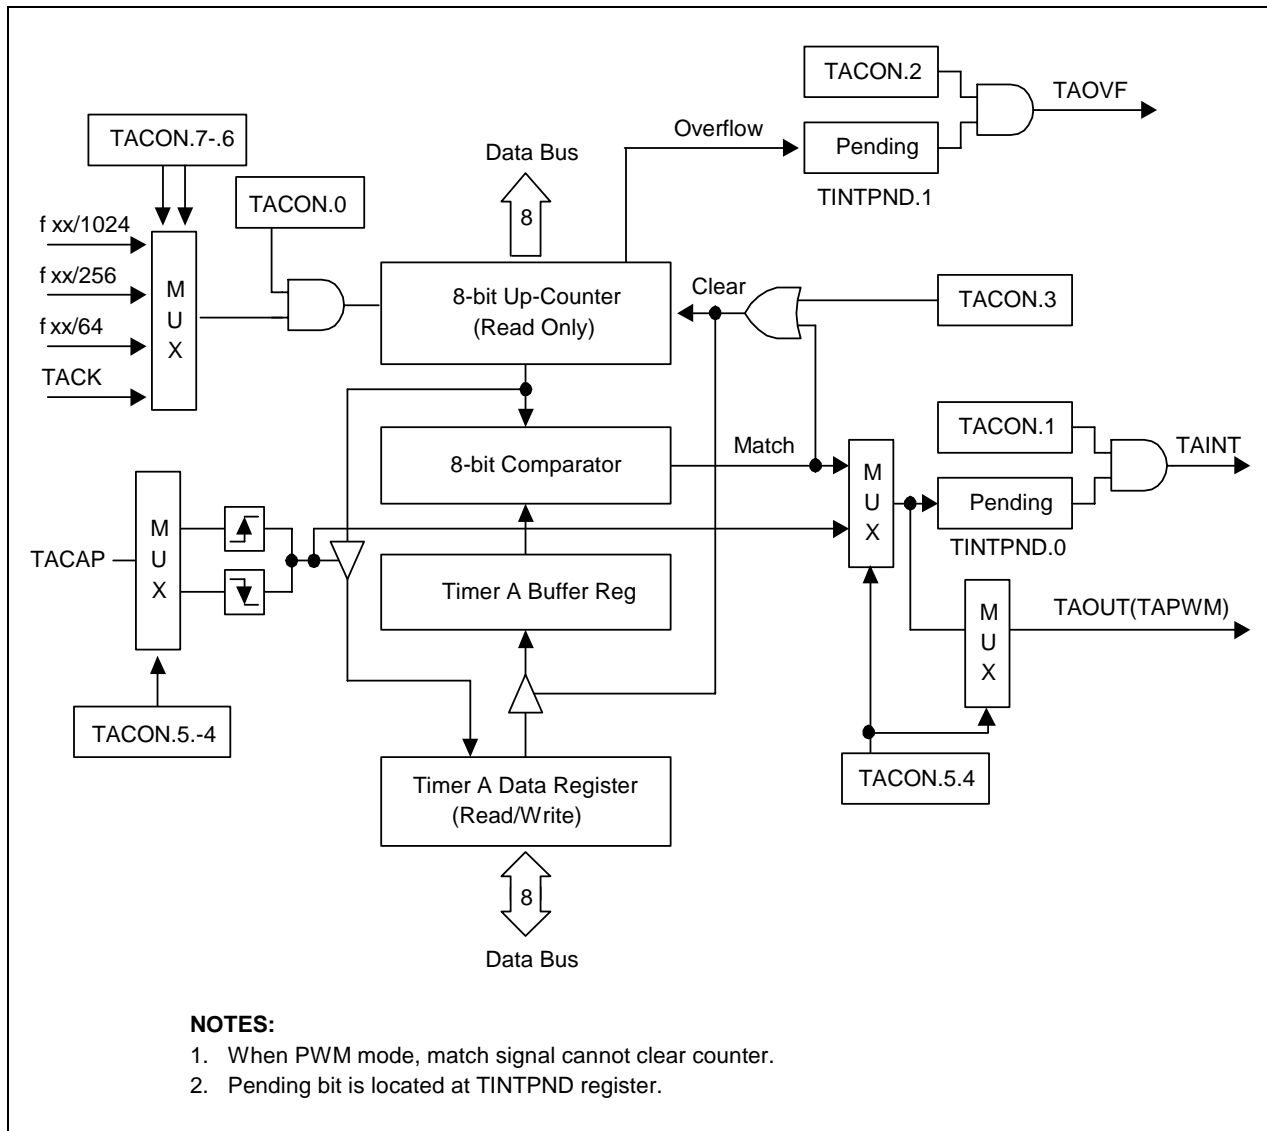 TACON.2
TAOVF
TACON.7-.6
Overflow
Pending
Data Bus
TINTPND.1
TACON.0
8
f xx/1024
M
U
X
f xx/256
8-bit Up-Counter
(Read Only)
Clear
TACON.3
f xx/64
TACK
TACON.1
8-bit Comparator
Match
M
U
X
TAINT
Pending
M
U
X
TINTPND.0
TACAP
Timer A Buffer Reg
M
U
X
TAOUT(TAPWM)
TACON.5.-4
Timer A Data Register
(Read/Write)
TACON.5.4
8
Data Bus
NOTES:
1. When PWM mode, match signal cannot clear counter.
2. Pending bit is located at TINTPND register.